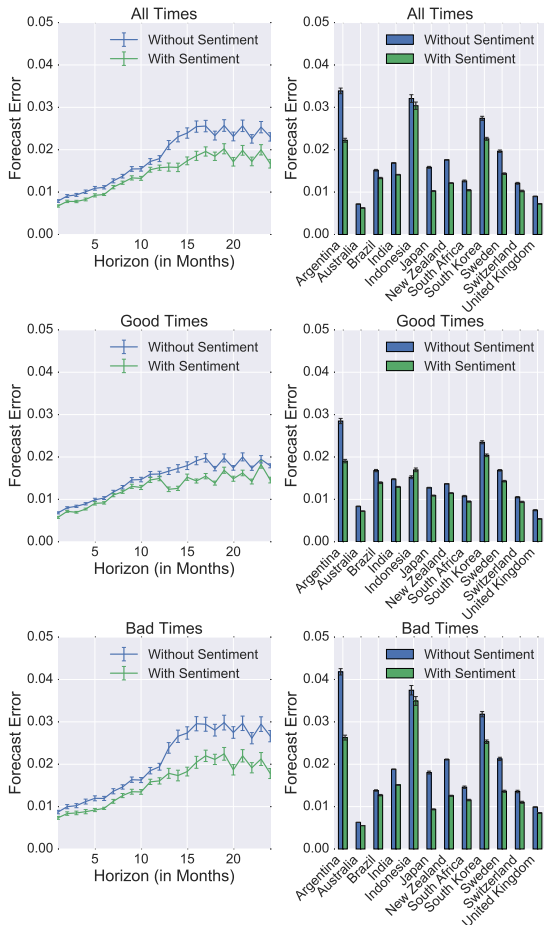 All Times
0.05
0.04
0.03
0.02
0.01
0.00
Forecast Error
Without Sentiment
With Sentiment
5
10
15
20
Horizon (in Months)
All Times
0.05
0.04
0.03
0.02
0.01
0.00
Forecast Error
Without Sentiment
With Sentiment
Argentina
Australia
Brazil
India
Indonesia
Japan
New Zealand
South Africa
South Korea
Sweden
Switzerland
United Kingdom
Good Times
0.05
0.04
0.03
0.02
0.01
0.00
Forecast Error
Without Sentiment
With Sentiment
5
10
15
20
Horizon (in Months)
Good Times
0.05
0.04
0.03
0.02
0.01
0.00
Forecast Error
Without Sentiment
With Sentiment
Argentina
Australia
Brazil
India
Indonesia
Japan
New Zealand
South Africa
South Korea
Sweden
Switzerland
United Kingdom
Bad Times
0.05
0.04
0.03
0.02
0.01
0.00
Forecast Error
Without Sentiment
With Sentiment
5
10
15
20
Horizon (in Months)
Bad Times
0.05
0.04
0.03
0.02
0.01
0.00
Forecast Error
Without Sentiment
With Sentiment
Argentina
Australia
Brazil
India
Indonesia
Japan
New Zealand
South Africa
South Korea
Sweden
Switzerland
United Kingdom